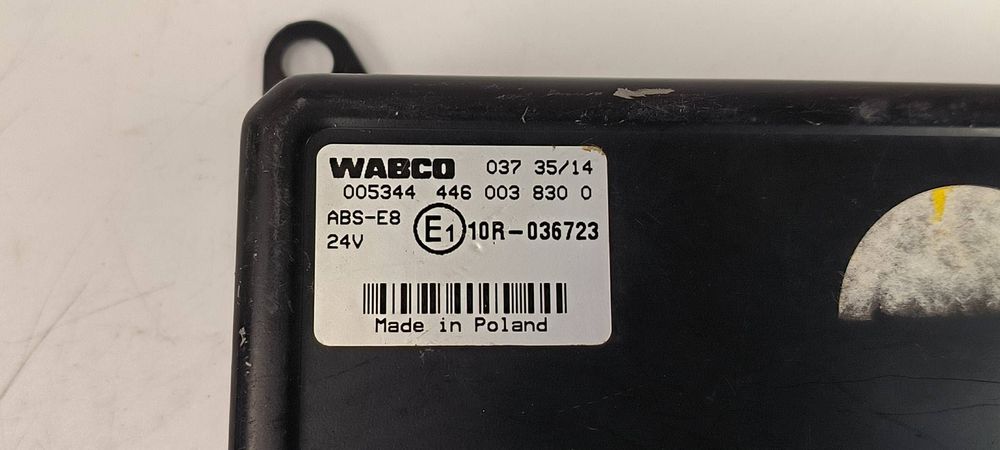 WABCO 037 35/14
005344 446 003 830 0
ABS-E8
24V
E1 10R-036723
Made in Poland